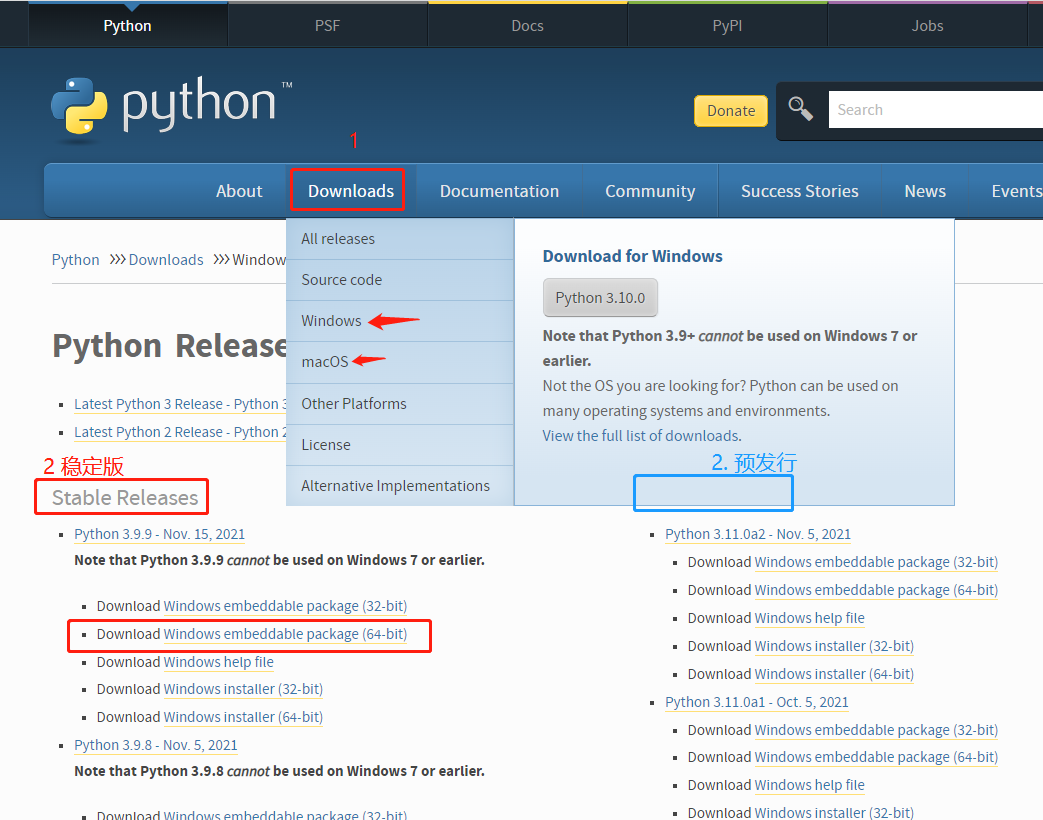 Python PSF Docs PyPI Jobs
python™
Donate Search
1
About Downloads Documentation Community Success Stories News Events
All releases
Source code
Windows
macOS
Other Platforms
License
Alternative Implementations
Download for Windows
Python 3.10.0
Note that Python 3.9+ cannot be used on Windows 7 or
earlier.
Not the OS you are looking for? Python can be used on
many operating systems and environments.
View the full list of downloads.
Python >>> Downloads >>> Window
Python Release
Latest Python 3 Release - Python 3
Latest Python 2 Release - Python 2
2 稳定版
Stable Releases
Python 3.9.9 - Nov. 15, 2021
Note that Python 3.9.9 cannot be used on Windows 7 or earlier.
Download Windows embeddable package (32-bit)
Download Windows embeddable package (64-bit)
Download Windows help file
Download Windows installer (32-bit)
Download Windows installer (64-bit)
Python 3.9.8 - Nov. 5, 2021
Note that Python 3.9.8 cannot be used on Windows 7 or earlier.
Download Windows embeddable package (32-bit)
2. 预发行
Python 3.11.0a2 - Nov. 5, 2021
Download Windows embeddable package (32-bit)
Download Windows embeddable package (64-bit)
Download Windows help file
Download Windows installer (32-bit)
Download Windows installer (64-bit)
Python 3.11.0a1 - Oct. 5, 2021
Download Windows embeddable package (32-bit)
Download Windows embeddable package (64-bit)
Download Windows help file
Download Windows installer (32-bit)